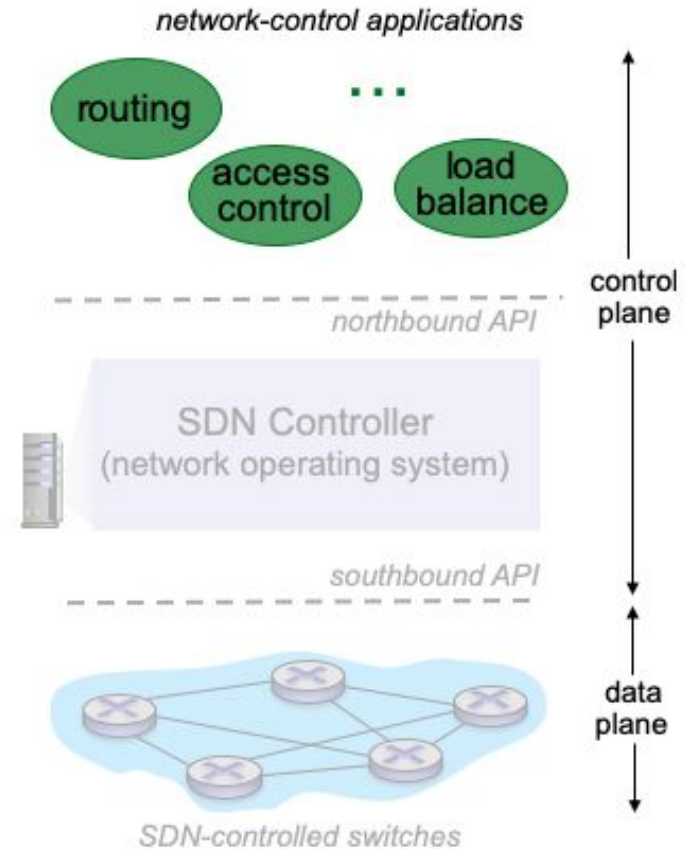 network-control applications
routing
...
access
control
load
balance
control
plane
northbound API
SDN Controller
(network operating system)
southbound API
data
plane
SDN-controlled switches